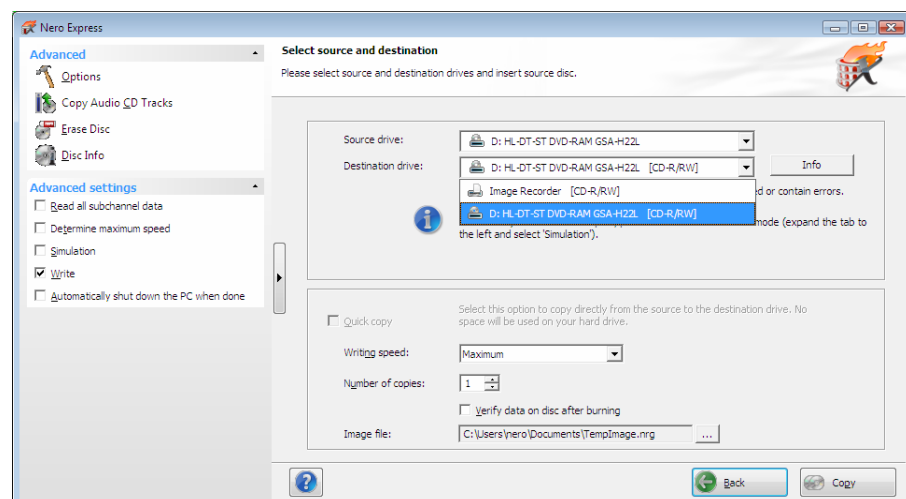 Nero Express
Advanced
Options
Copy Audio CD Tracks
Erase Disc
Disc Info
Advanced settings
Read all subchannel data
Determine maximum speed
Simulation
Write
Automatically shut down the PC when done
Select source and destination
Please select source and destination drives and insert source disc.
Source drive:
D: HL-DT-ST DVD-RAM GSA-H22L
Destination drive:
D: HL-DT-ST DVD-RAM GSA-H22L [CD-R/RW]
Info
Image Recorder [CD-R/RW]
D: HL-DT-ST DVD-RAM GSA-H22L [CD-R/RW]
or contain errors.
mode (expand the tab to
the left and select 'Simulation').
Quick copy
Select this option to copy directly from the source to the destination drive. No
space will be used on your hard drive.
Writing speed:
Maximum
Number of copies:
1
Verify data on disc after burning
Image file:
C:\Users\nero\Documents\TempImage.nrg
...
Back
Copy